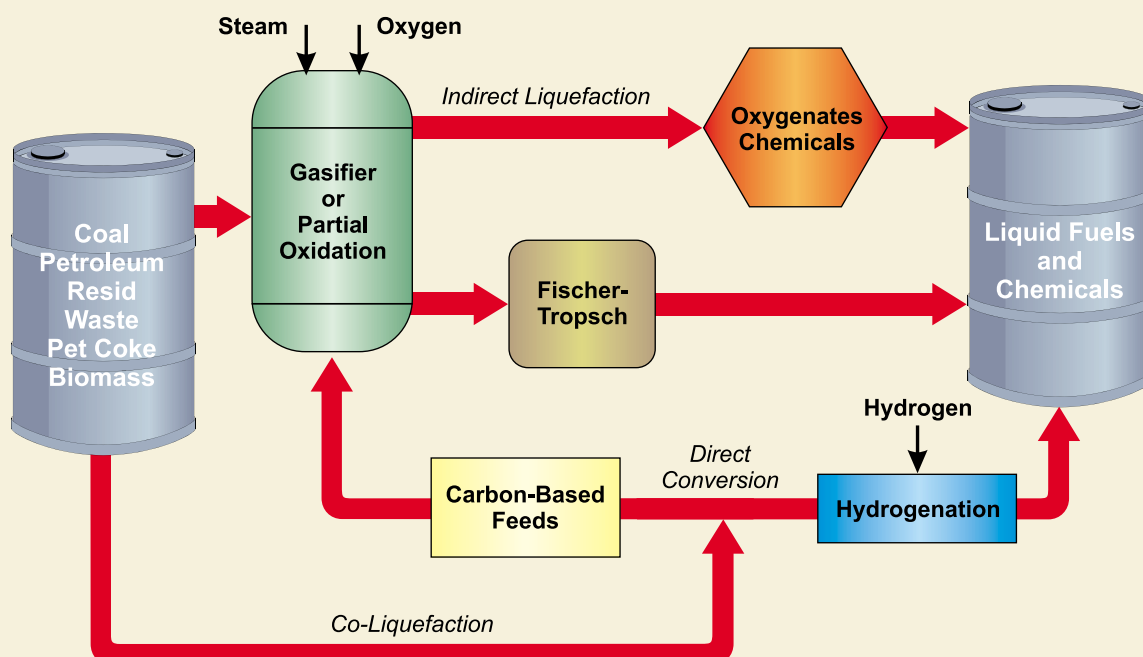 Steam
Oxygen
Indirect Liquefaction
Oxygenates
Chemicals
Gasifier
or
Partial
Oxidation
Coal
Petroleum
Resid
Waste
Pet Coke
Biomass
Liquid Fuels
and
Chemicals
Fischer-
Tropsch
Hydrogen
Direct
Conversion
Carbon-Based
Feeds
Hydrogenation
Co-Liquefaction